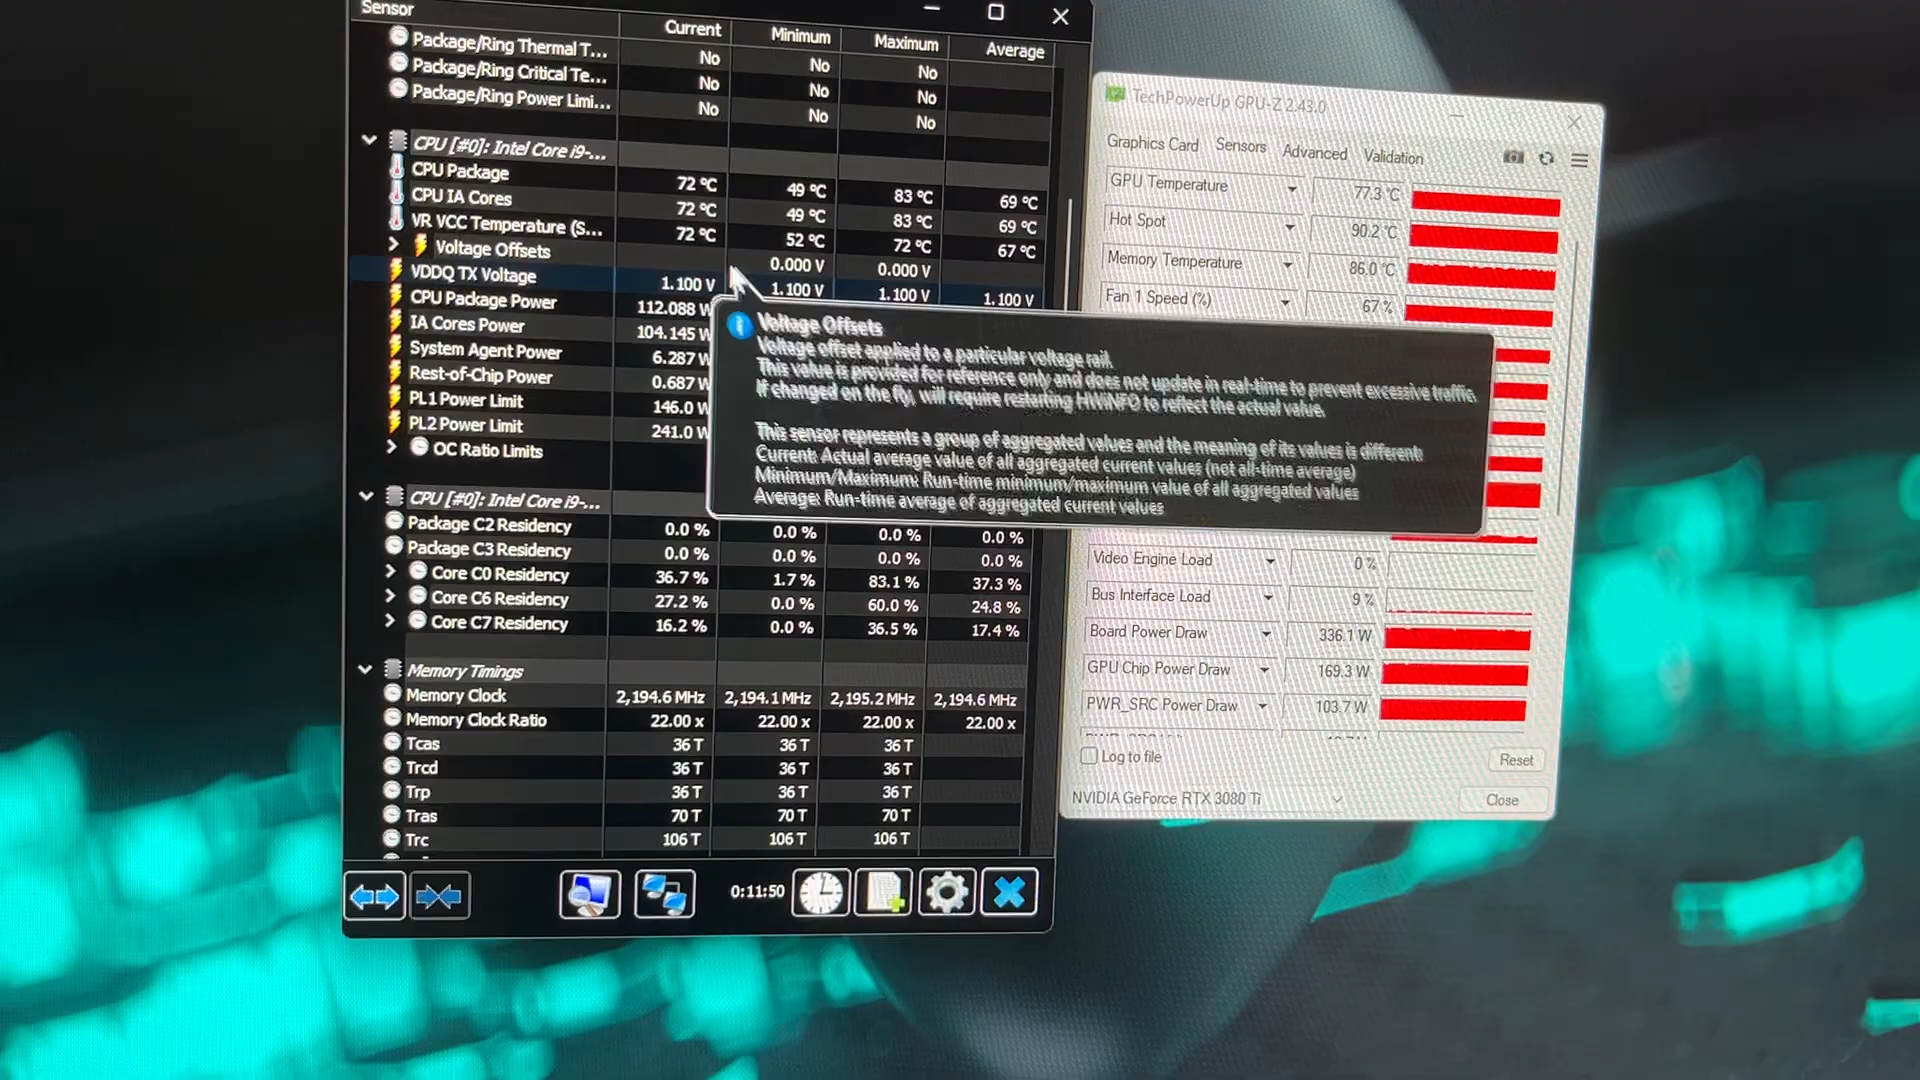 Sensor
Current Minimum Maximum Average
Package/Ring Thermal T... No No No
Package/Ring Critical Te... No No No
Package/Ring Power Limi... No No No
CPU [#0]: Intel Core i9-...
CPU Package 72 °C 49 °C 83 °C 69 °C
CPU IA Cores 72 °C 49 °C 83 °C 69 °C
VR VCC Temperature (S... 72 °C 52 °C 72 °C 67 °C
Voltage Offsets 0.000 V 0.000 V
VDDQ TX Voltage 1.100 V 1.100 V 1.100 V 1.100 V
CPU Package Power 112.088 W
IA Cores Power 104.145 W
System Agent Power 6.287 W
Rest-of-Chip Power 0.687 W
PL1 Power Limit 146.0 W
PL2 Power Limit 241.0 W
OC Ratio Limits
CPU [#0]: Intel Core i9-...
Package C2 Residency 0.0 % 0.0 % 0.0 % 0.0 %
Package C3 Residency 0.0 % 0.0 % 0.0 % 0.0 %
Core C0 Residency 36.7 % 1.7 % 83.1 % 37.3 %
Core C6 Residency 27.2 % 0.0 % 60.0 % 24.8 %
Core C7 Residency 16.2 % 0.0 % 36.5 % 17.4 %
Memory Timings
Memory Clock 2,194.6 MHz 2,194.1 MHz 2,195.2 MHz 2,194.6 MHz
Memory Clock Ratio 22.00 x 22.00 x 22.00 x 22.00 x
Tcas 36 T 36 T 36 T
Trcd 36 T 36 T 36 T
Trp 36 T 36 T 36 T
Tras 70 T 70 T 70 T
Trc 106 T 106 T 106 T
0:11:50
Voltage Offsets
Voltage offset applied to a particular voltage rail.
This value is provided for reference only and does not update in real-time to prevent excessive traffic.
If changed on the fly, will require restarting HWiNFO to reflect the actual value.
This sensor represents a group of aggregated values and the meaning of its values is different:
Current: Actual average value of all aggregated current values (not all-time average)
Minimum/Maximum: Run-time minimum/maximum value of all aggregated values
Average: Run-time average of aggregated current values
TechPowerUp GPU-Z 2.43.0
Graphics Card Sensors Advanced Validation
GPU Temperature 77.3 °C
Hot Spot 90.2 °C
Memory Temperature 86.0 °C
Fan 1 Speed (%) 67 %
Video Engine Load 0 %
Bus Interface Load 9 %
Board Power Draw 336.1 W
GPU Chip Power Draw 169.3 W
PWR_SRC Power Draw 103.7 W
Log to file
Reset
NVIDIA GeForce RTX 3080 Ti
Close